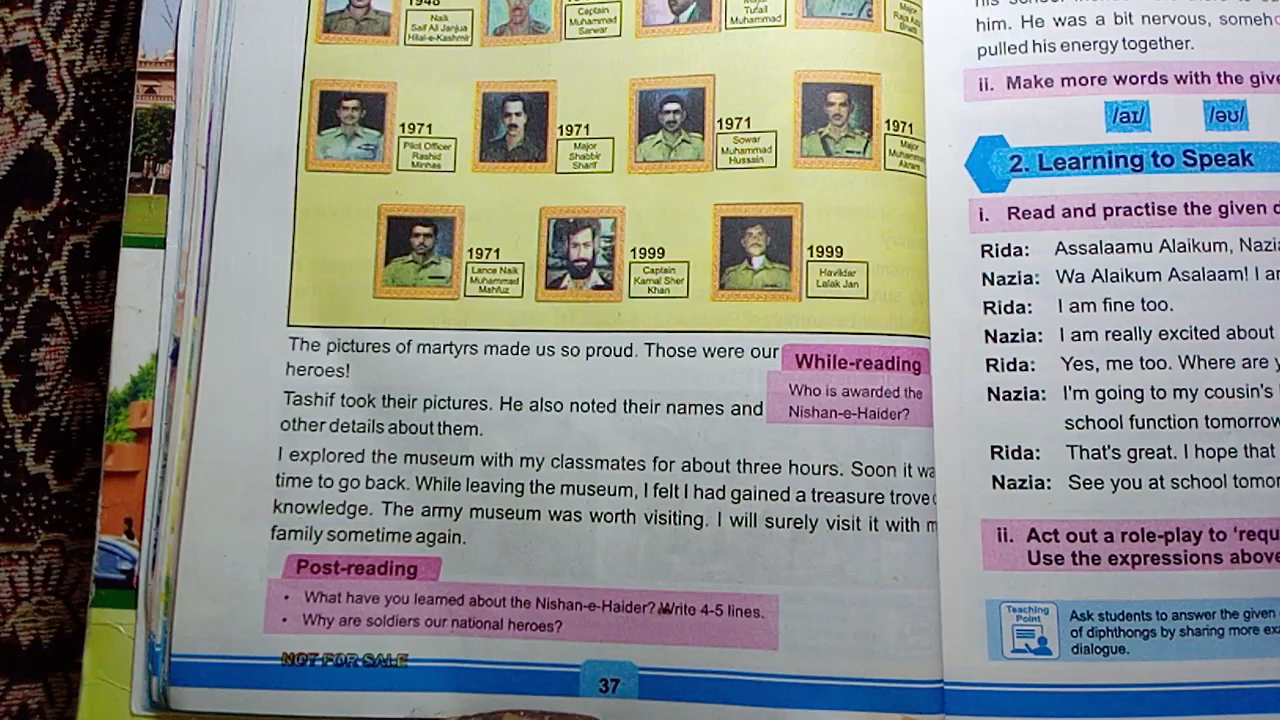 1948
Naik
Saif Ali Janjua
Hilal-e-Kashmir
Captain
Muhammad
Sarwar
Major
Tufail
Muhammad
Major
Raja Aziz
1971
Pilot Officer
Rashid
Minhas
1971
Major
Shabbir
Sharif
1971
Sowar
Muhammad
Hussain
1971
Major
Akram
1971
Lance Naik
Muhammad
Mahfuz
1999
Captain
Karnal Sher
Khan
1999
Havildar
Lalak Jan
The pictures of martyrs made us so proud. Those were our
heroes!
While-reading
Who is awarded the
Nishan-e-Haider?
Tashif took their pictures. He also noted their names and
other details about them.
I explored the museum with my classmates for about three hours. Soon it
time to go back. While leaving the museum, I felt I had gained a treasure trove
knowledge. The army museum was worth visiting. I will surely visit it with
family sometime again.
Post-reading
• What have you learned about the Nishan-e-Haider? Write 4-5 lines.
• Why are soldiers our national heroes?
NOT FOR SALE
37
him. He was a bit nervous,
pulled his energy together.
ii. Make more words with the
/aɪ/ /əʊ/
2. Learning to Speak
i. Read and practise the given
Rida: Assalaamu Alaikum,
Nazia: Wa Alaikum Asalaam! I
Rida: I am fine too.
Nazia: I am really excited about
Rida: Yes, me too. Where are
Nazia: I'm going to my cousin's
school function tomorrow
Rida: That's great. I hope that
Nazia: See you at school
ii. Act out a role-play to
Use the expressions
Teaching
Point
Ask students to answer the given
of diphthongs by sharing more
dialogue.